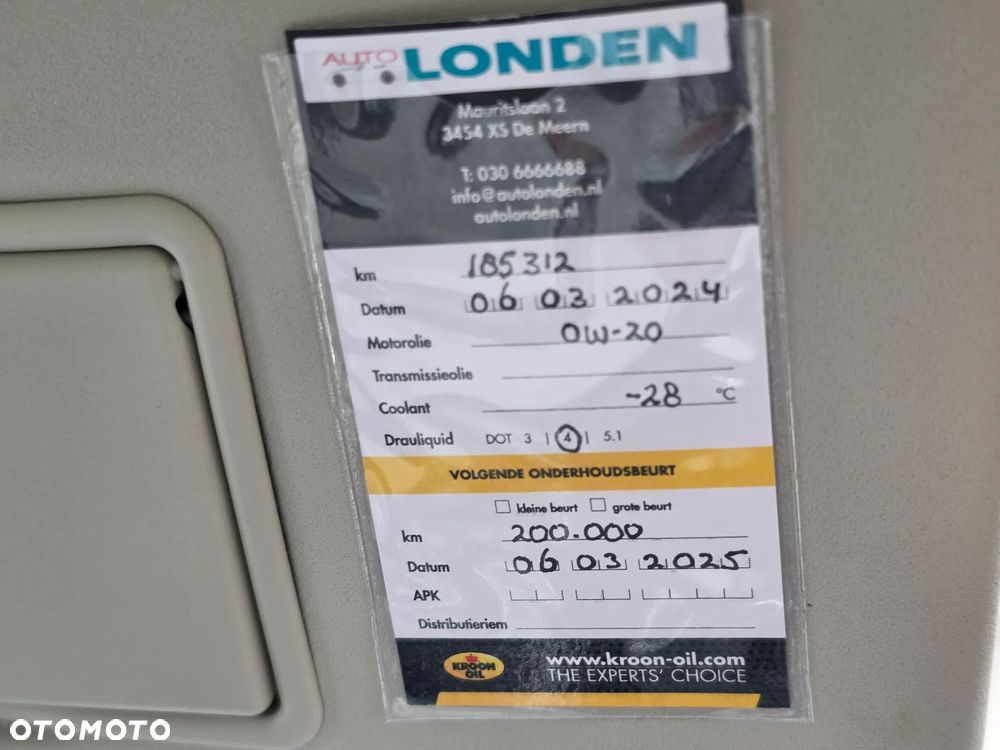 AUTO LONDEN
Mauritslaan 2
3454 XS De Meern
T: 030 6666688
info@autolonden.nl
autolonden.nl
km 185312
Datum 06 03 2024
Motorolie 0W-20
Transmissieolie
Coolant -28 °C
Drauliquid DOT 3 | 4 | 5.1
VOLGENDE ONDERHOUDSBEURT
kleine beurt grote beurt
km 200.000
Datum 06 03 2025
APK
Distributieriem
KROON OIL www.kroon-oil.com
THE EXPERTS' CHOICE
OTOMOTO